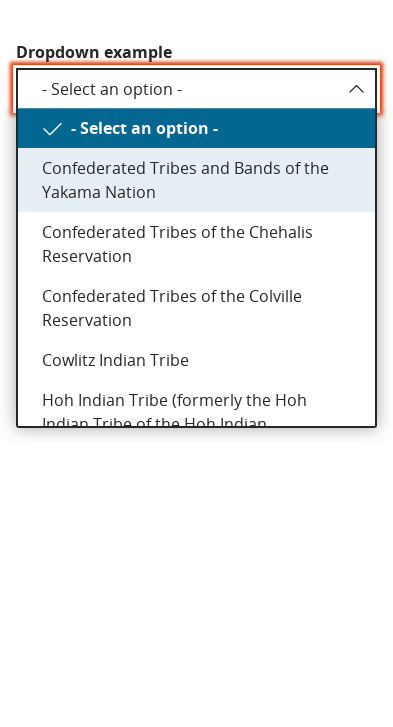 Dropdown example
- Select an option -
- Select an option -
Confederated Tribes and Bands of the
Yakama Nation
Confederated Tribes of the Chehalis
Reservation
Confederated Tribes of the Colville
Reservation
Cowlitz Indian Tribe
Hoh Indian Tribe (formerly the Hoh
Indian Tribe of the Hoh Indian